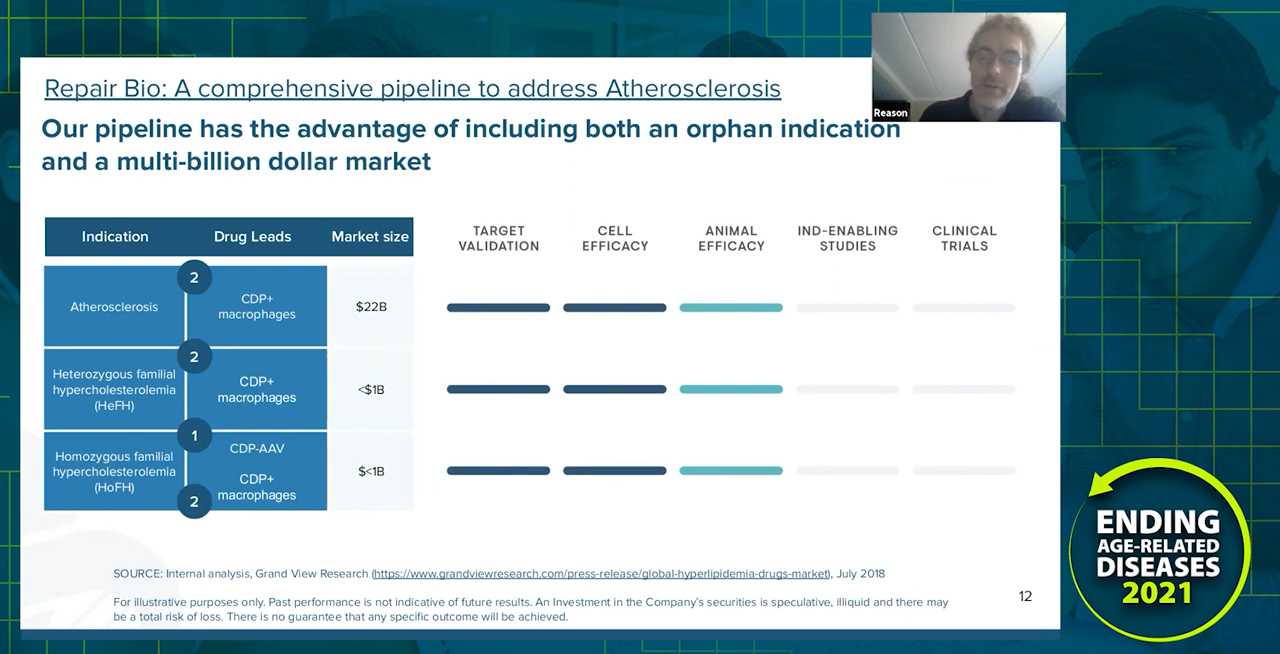 Reason
Repair Bio: A comprehensive pipeline to address Atherosclerosis
Our pipeline has the advantage of including both an orphan indication
and a multi-billion dollar market
Indication Drug Leads Market size
TARGET
VALIDATION
CELL
EFFICACY
ANIMAL
EFFICACY
IND-ENABLING
STUDIES
CLINICAL
TRIALS
2
Atherosclerosis
CDP+
macrophages
$22B
2
Heterozygous familial
hypercholesterolemia
(HeFH)
CDP+
macrophages
<$1B
1
Homozygous familial
hypercholesterolemia
(HoFH)
CDP-AAV
CDP+
macrophages
2
$<1B
SOURCE: Internal analysis, Grand View Research (https://www.grandviewresearch.com/press-release/global-hyperlipidemia-drugs-market), July 2018
For illustrative purposes only. Past performance is not indicative of future results. An Investment in the Company's securities is speculative, illiquid and there may
be a total risk of loss. There is no guarantee that any specific outcome will be achieved.
12
ENDING
AGE-RELATED
DISEASES
2021